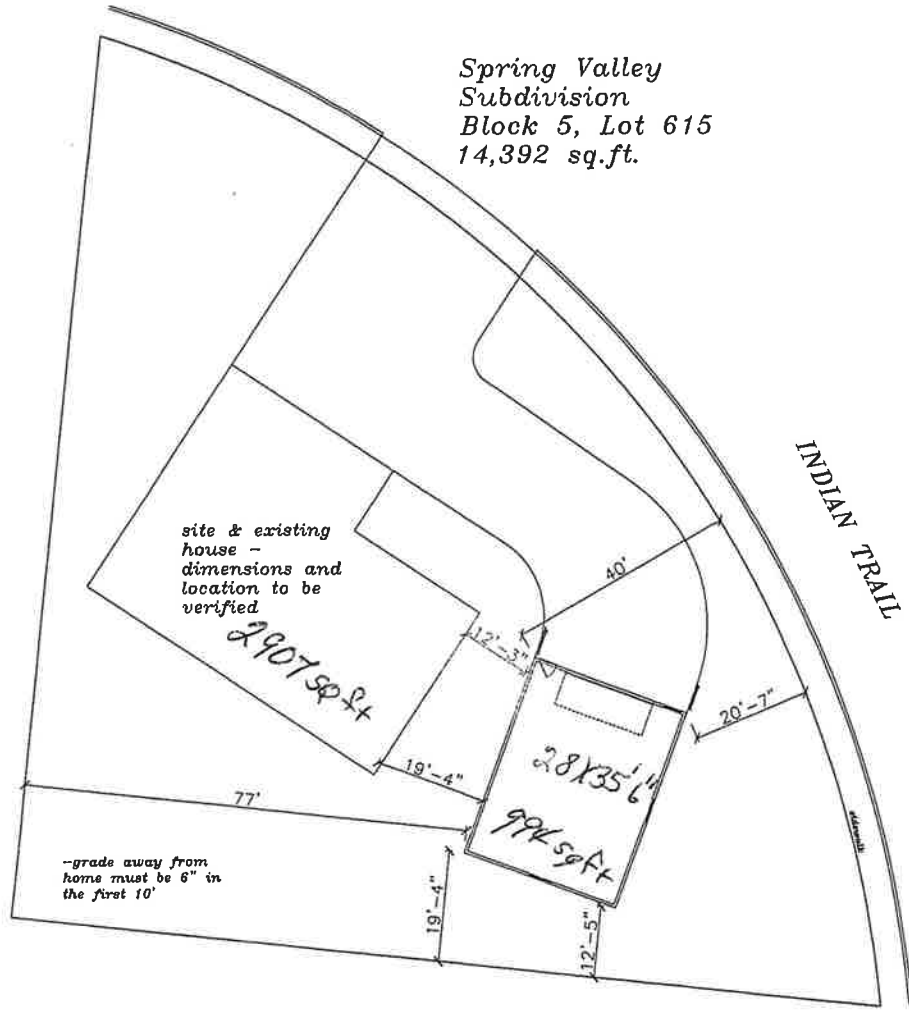 Spring Valley
Subdivision
Block 5, Lot 615
14,392 sq.ft.
INDIAN TRAIL
site & existing
house -
dimensions and
location to be
verified
2907 sq ft
40'
12'-3"
20'-7"
28X35'6"
994 sq ft
19'-4"
77'
-grade away from
home must be 6" in
the first 10'
19'-4"
12'-5"
sidewalk